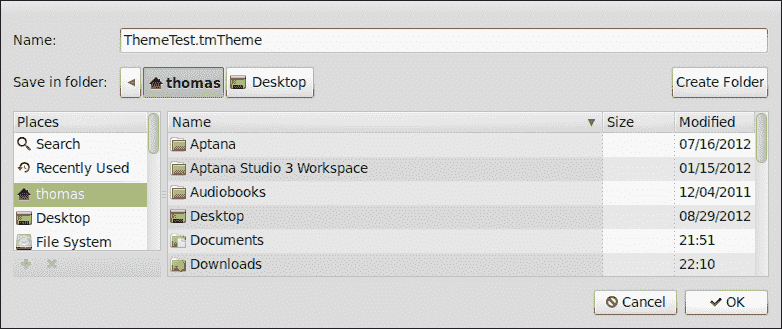 Name: ThemeTest.tmTheme
Save in folder: thomas Desktop Create Folder
Places
Search
Recently Used
thomas
Desktop
File System
Name Size Modified
Aptana 07/16/2012
Aptana Studio 3 Workspace 01/15/2012
Audiobooks 12/04/2011
Desktop 08/29/2012
Documents 21:51
Downloads 22:10
Cancel OK